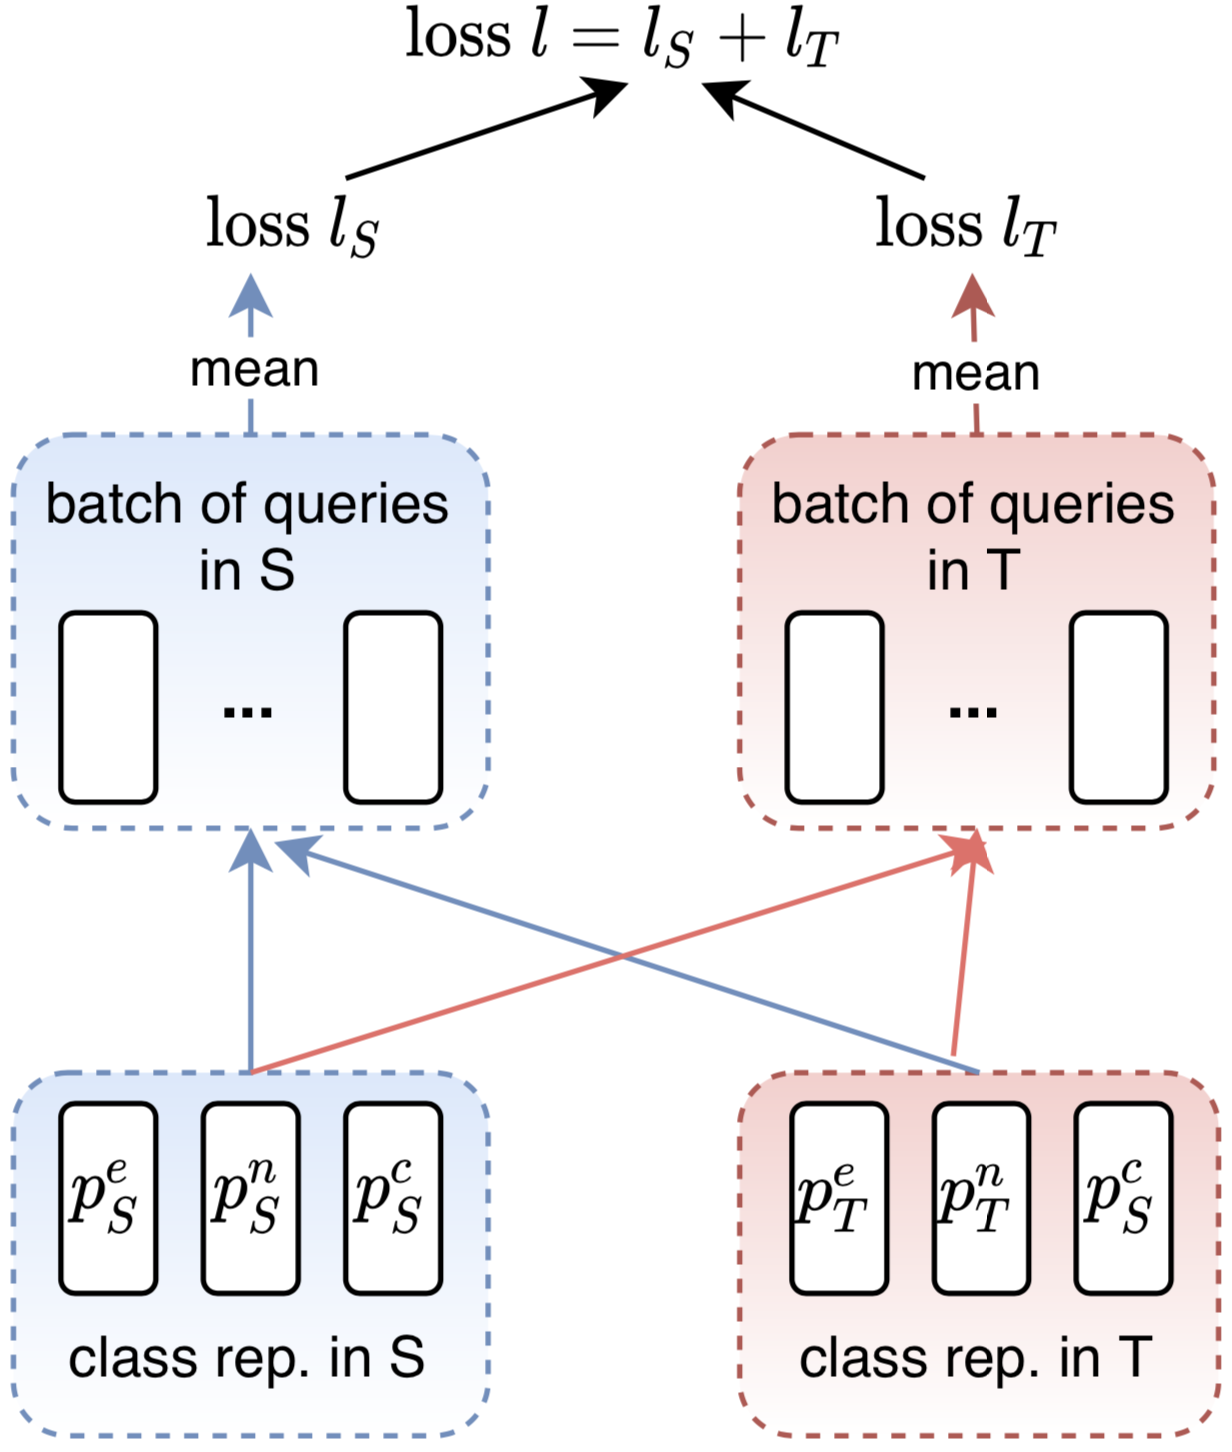 loss $l = l_S + l_T$
loss $l_S$
loss $l_T$
mean
mean
batch of queries
in S
...
batch of queries
in T
...
$p_S^e$ $p_S^n$ $p_S^c$
class rep. in S
$p_T^e$ $p_T^n$ $p_S^c$
class rep. in T